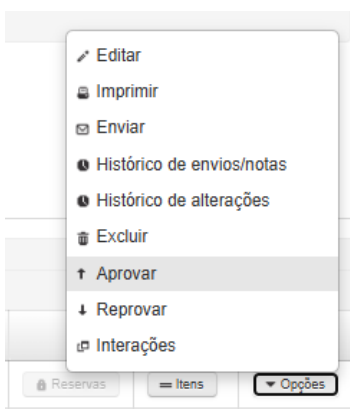 Editar
Imprimir
Enviar
Histórico de envios/notas
Histórico de alterações
Excluir
Aprovar
Reprovar
Interações
Reservas Itens Opções